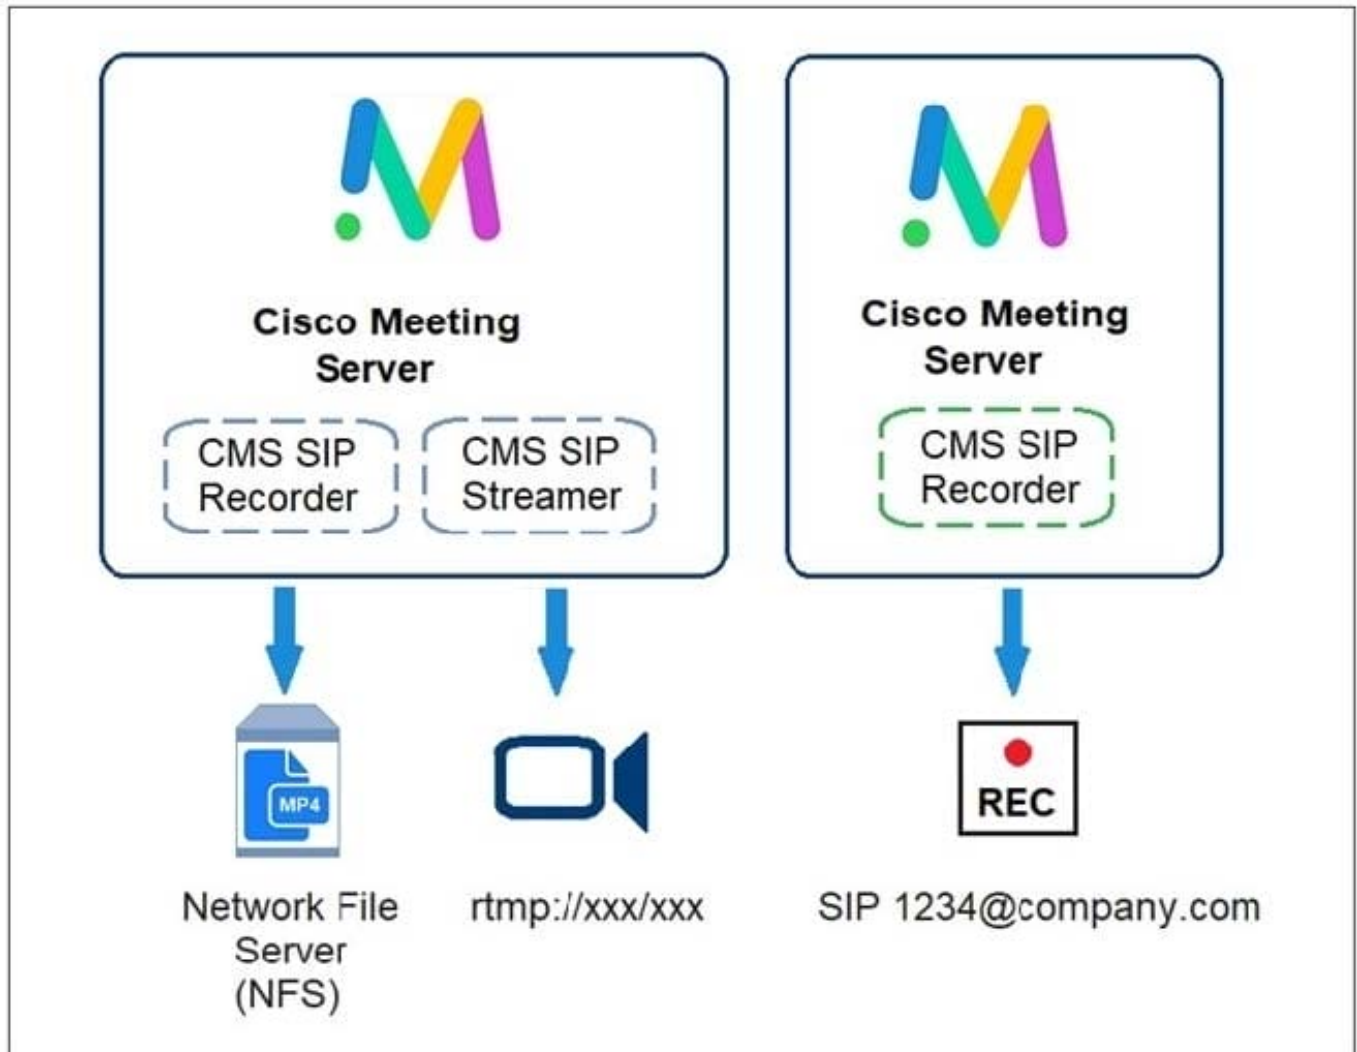 Cisco Meeting
Server
CMS SIP
Recorder
CMS SIP
Streamer
MP4
Network File
Server
(NFS)
rtmp://xxx/xxx
Cisco Meeting
Server
CMS SIP
Recorder
REC
SIP 1234@company.com